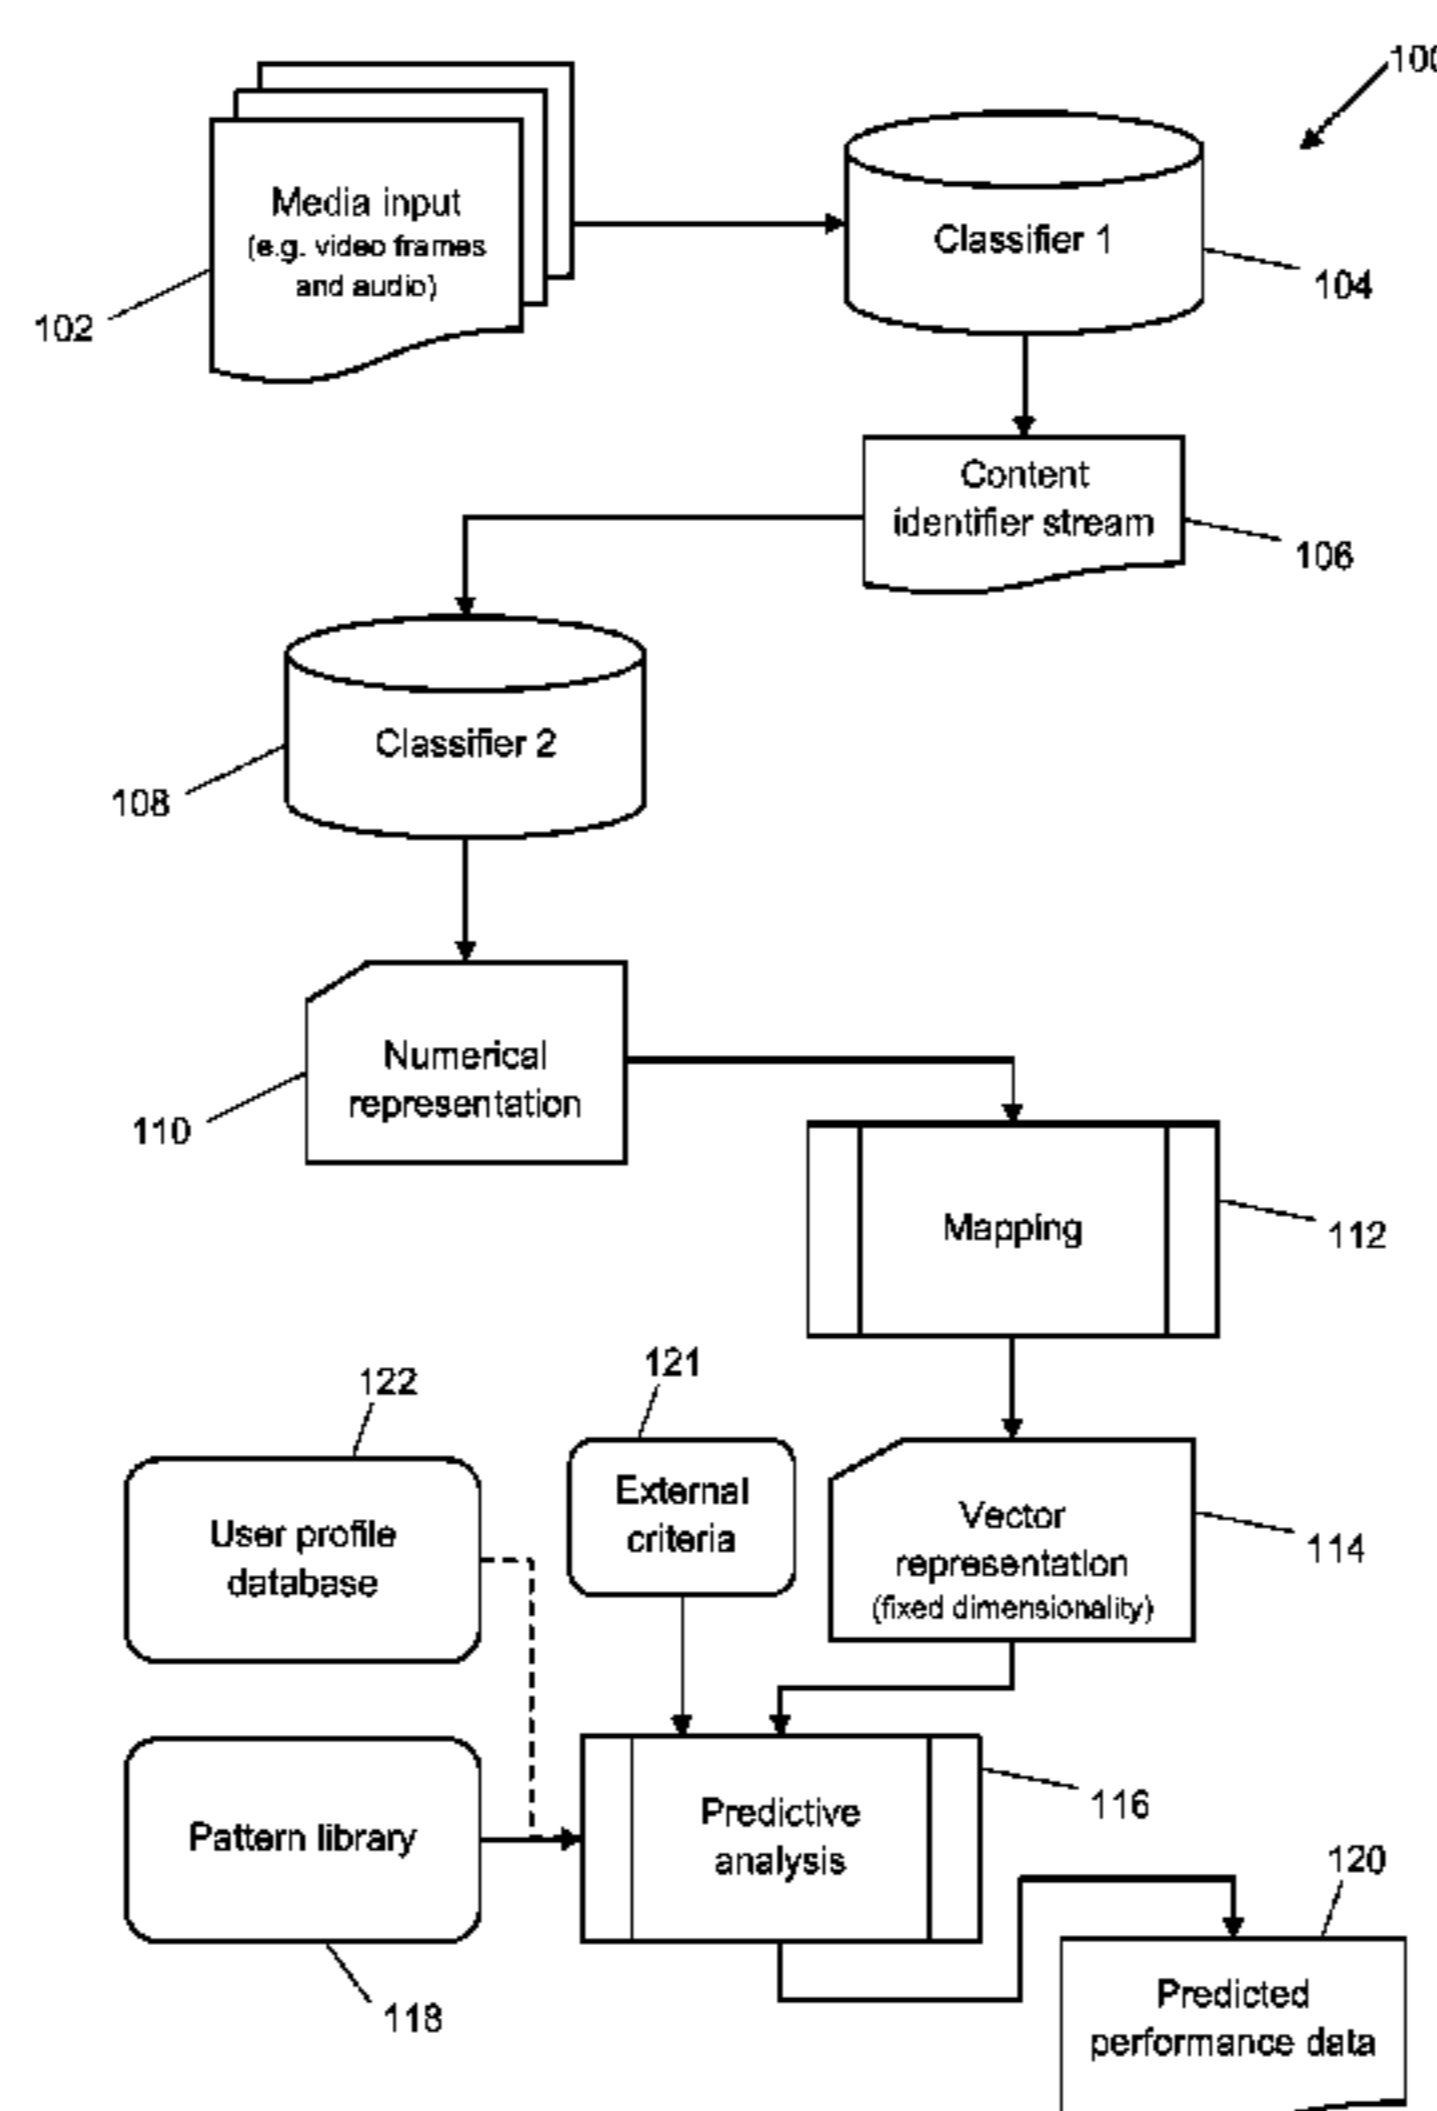 100
Media input
(e.g. video frames
and audio)
102
Classifier 1
104
Content
identifier stream
106
Classifier 2
108
Numerical
representation
110
Mapping
112
122
121
User profile
database
External
criteria
Vector
representation
(fixed dimensionality)
114
Pattern library
118
Predictive
analysis
116
120
Predicted
performance data